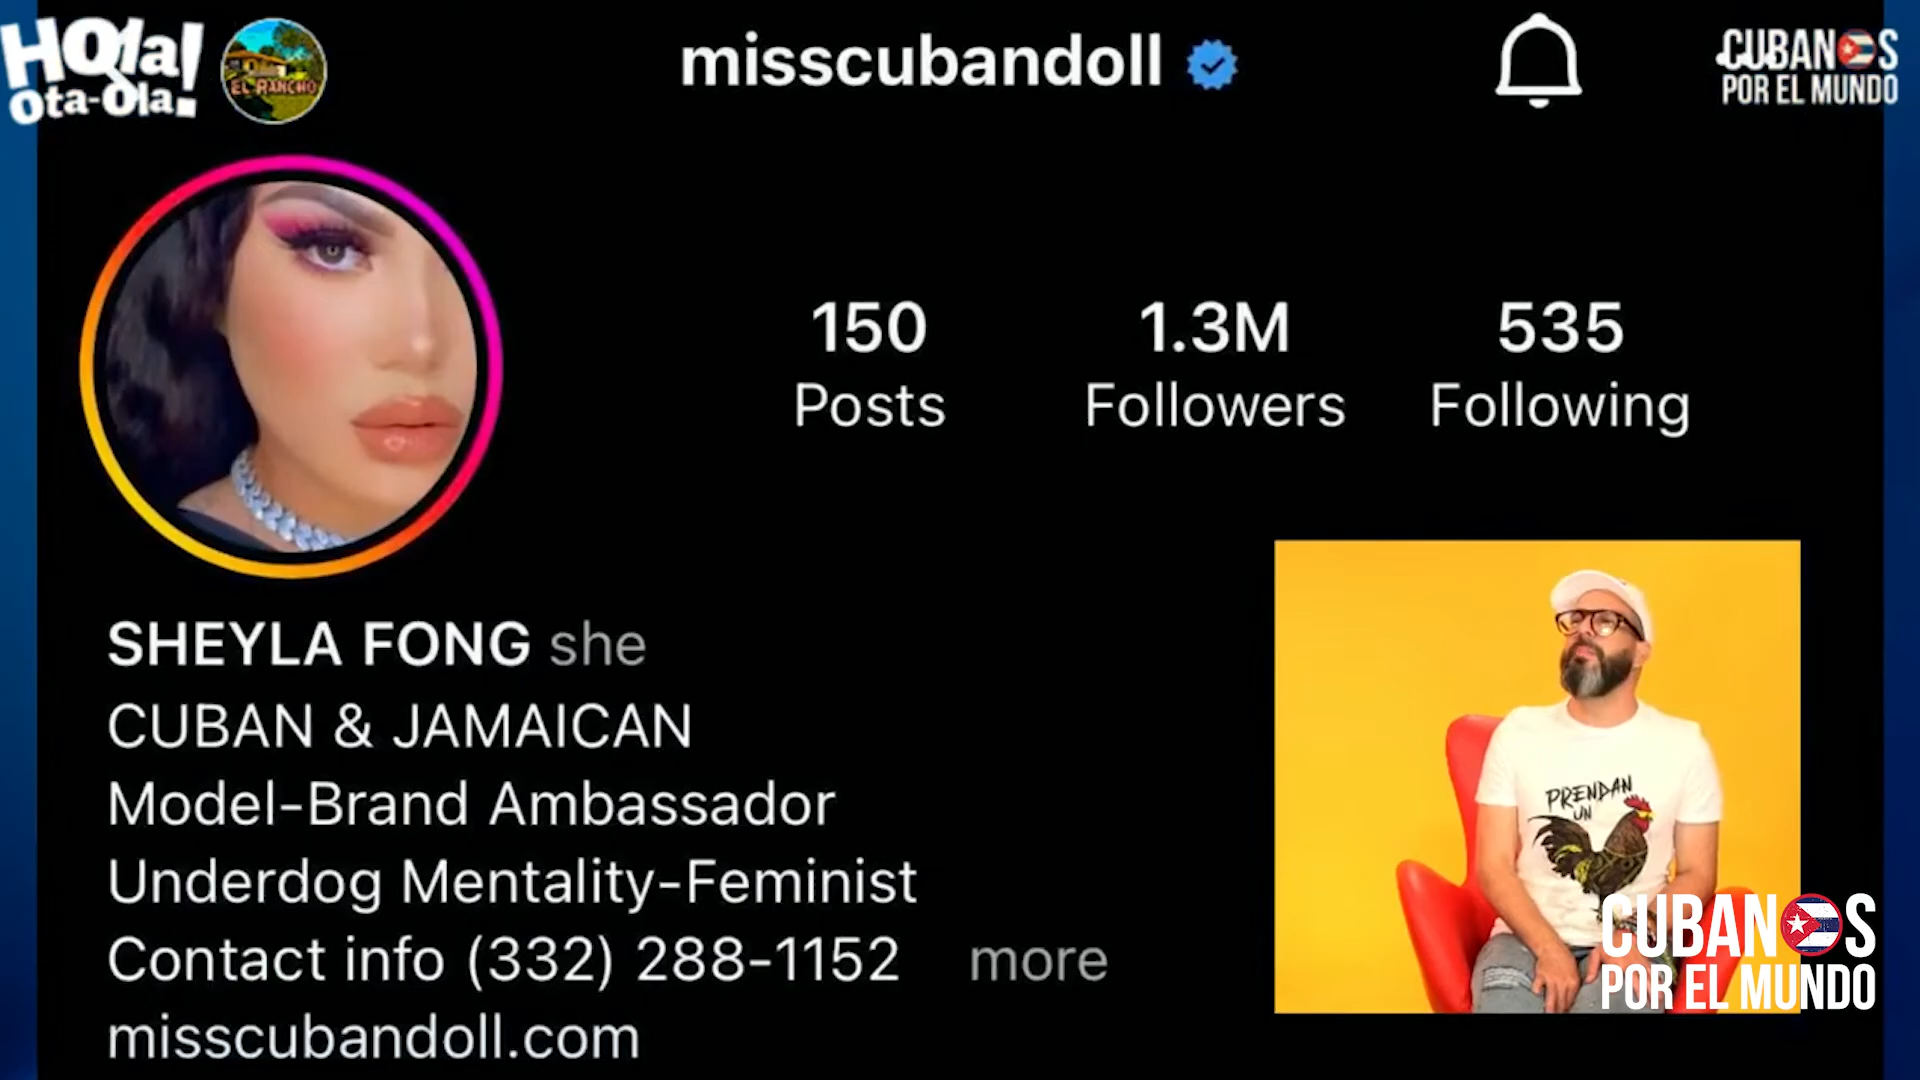 HOla!
Ota-Ola!
EL RANCHO
misscubandoll
CUBANOS
POR EL MUNDO
150
Posts
1.3M
Followers
535
Following
SHEYLA FONG she
CUBAN & JAMAICAN
Model-Brand Ambassador
Underdog Mentality-Feminist
Contact info (332) 288-1152 more
misscubandoll.com
PRENDAN
UN
CUBANOS
POR EL MUNDO